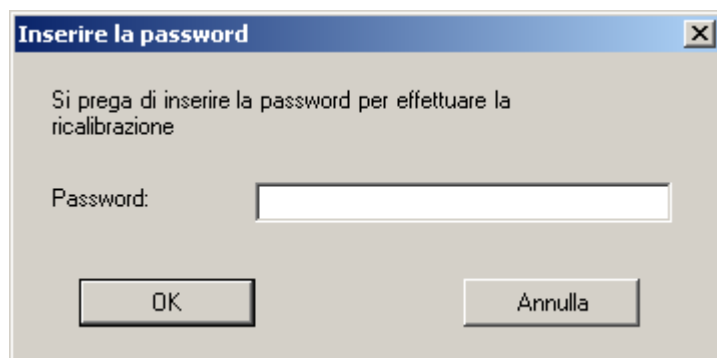 Inserire la password
Si prega di inserire la password per effettuare la
ricalibrazione
Password:
OK
Annulla